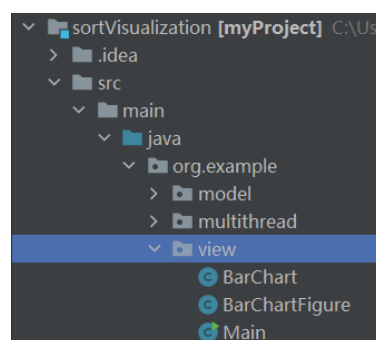 sortVisualization [myProject] C:\Us
.idea
src
main
java
org.example
model
multithread
view
BarChart
BarChartFigure
Main